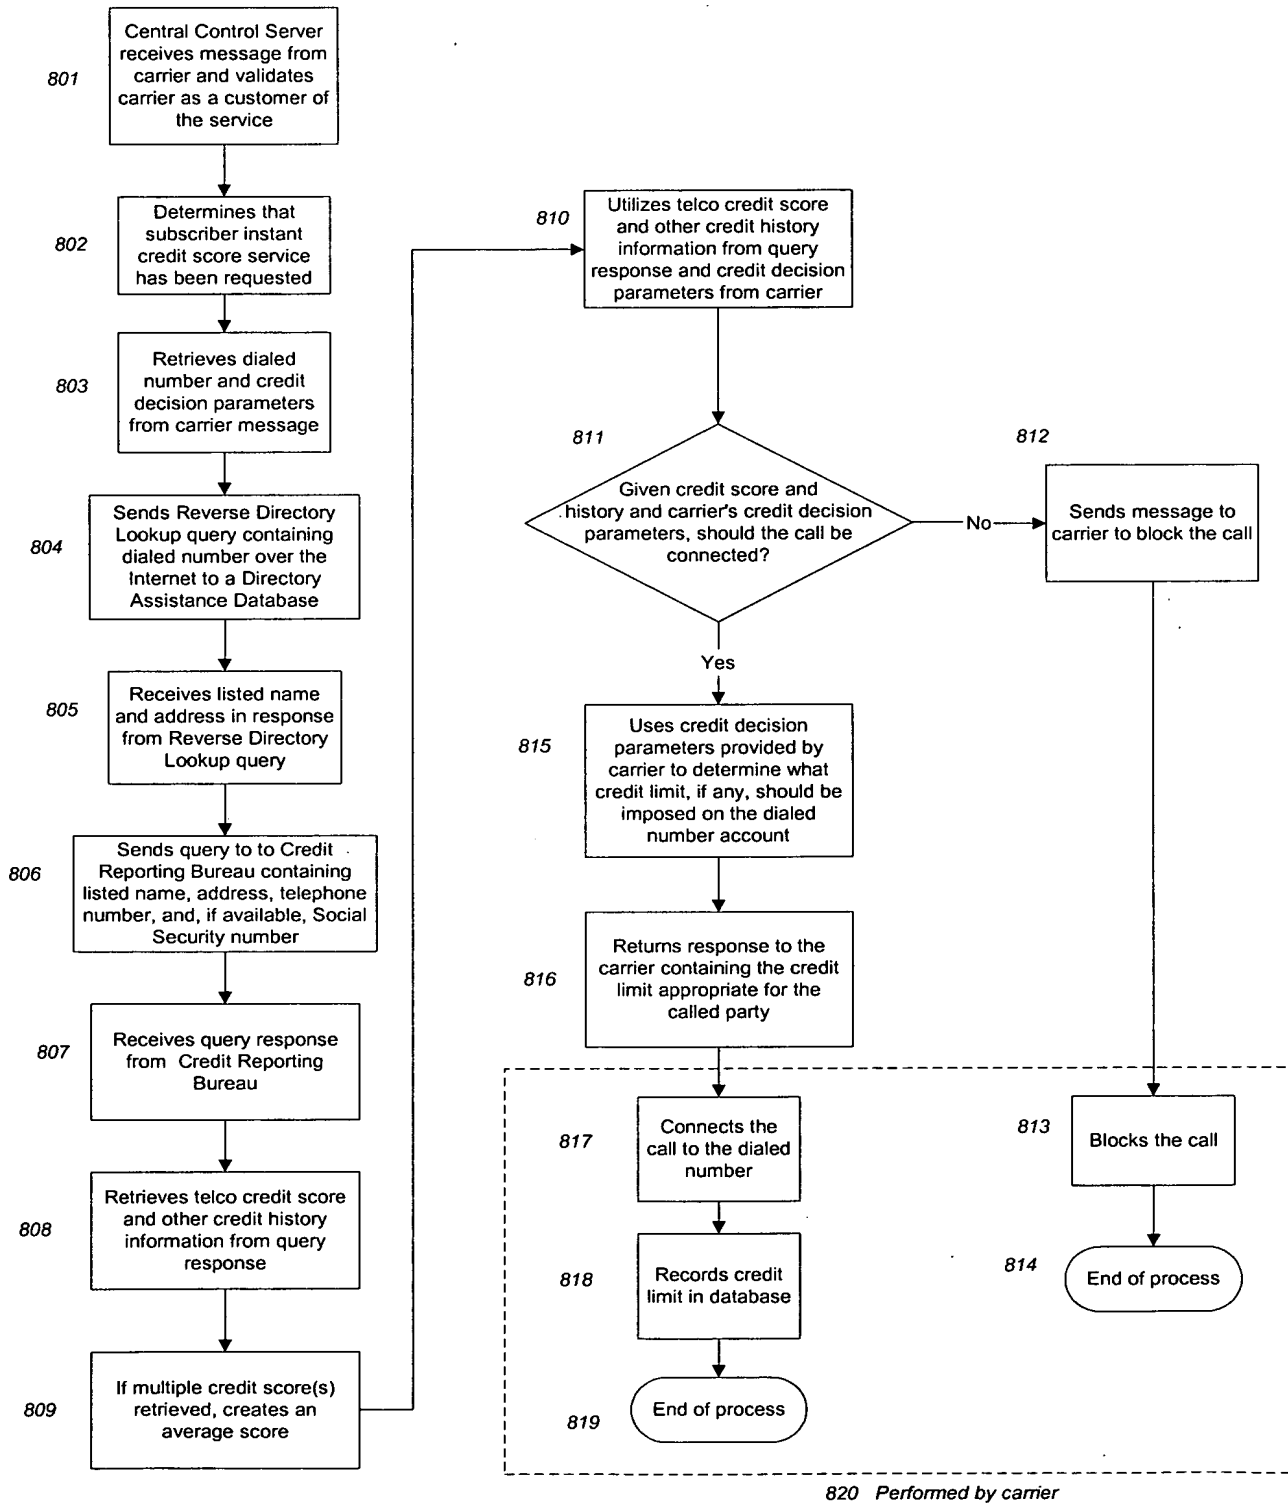 801
Central Control Server
receives message from
carrier and validates
carrier as a customer of
the service
802
Determines that
subscriber instant
credit score service
has been requested
803
Retrieves dialed
number and credit
decision parameters
from carrier message
804
Sends Reverse Directory
Lookup query containing
dialed number over the
Internet to a Directory
Assistance Database
805
Receives listed name
and address in response
from Reverse Directory
Lookup query
806
Sends query to to Credit
Reporting Bureau containing
listed name, address, telephone
number, and, if available, Social
Security number
807
Receives query response
from Credit Reporting
Bureau
808
Retrieves telco credit score
and other credit history
information from query
response
809
If multiple credit score(s)
retrieved, creates an
average score
810
Utilizes telco credit score
and other credit history
information from query
response and credit decision
parameters from carrier
811
Given credit score and
history and carrier's credit decision
parameters, should the call be
connected?
No
812
Sends message to
carrier to block the call
Yes
815
Uses credit decision
parameters provided by
carrier to determine what
credit limit, if any, should be
imposed on the dialed
number account
816
Returns response to the
carrier containing the credit
limit appropriate for the
called party
817
Connects the
call to the dialed
number
813
Blocks the call
818
Records credit
limit in database
814
End of process
819
End of process
820 Performed by carrier